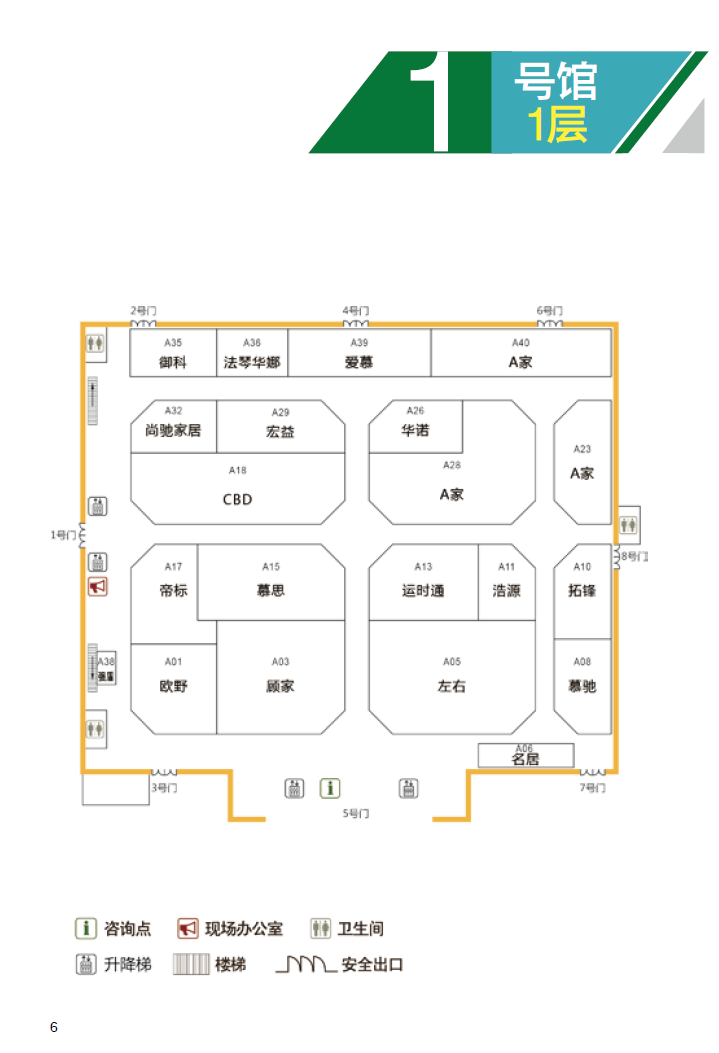 1
号馆
1层
2号门
4号门
6号门
A35
御科
A36
法琴华娜
A39
爱慕
A40
A家
A32
尚驰家居
A29
宏益
A26
华诺
A23
A家
A18
CBD
A28
A家
1号门
8号门
A17
帝标
A15
慕思
A13
运时通
A11
浩源
A10
拓锋
A38
A01
欧野
A03
顾家
A05
左右
A08
慕驰
A06
名居
3号门
5号门
7号门
i
i 咨询点 现场办公室 卫生间
升降梯 楼梯 安全出口
6